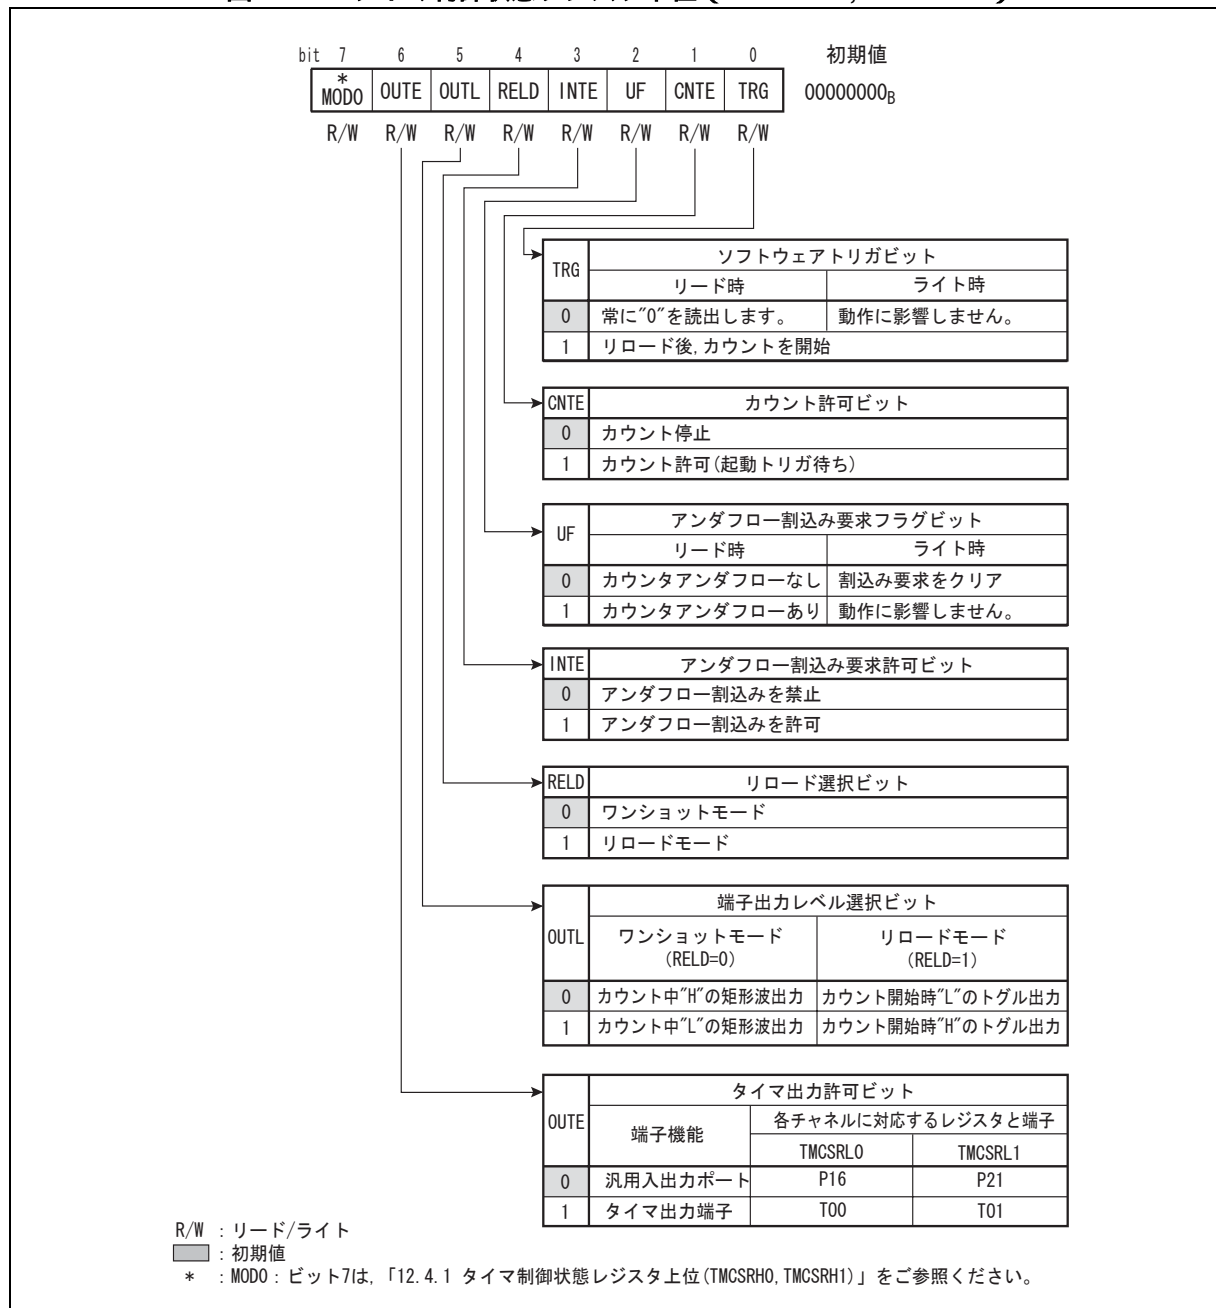 bit 7 6 5 4 3 2 1 0 初期値
* MOD0 OUTE OUTL RELD INTE UF CNTE TRG 00000000B
R/W R/W R/W R/W R/W R/W R/W R/W
TRG ソフトウェアトリガビット
リード時 ライト時
0 常に"0"を読出します。 動作に影響しません。
1 リロード後,カウントを開始
CNTE カウント許可ビット
0 カウント停止
1 カウント許可(起動トリガ待ち)
UF アンダフロー割込み要求フラグビット
リード時 ライト時
0 カウンタアンダフローなし 割込み要求をクリア
1 カウンタアンダフローあり 動作に影響しません。
INTE アンダフロー割込み要求許可ビット
0 アンダフロー割込みを禁止
1 アンダフロー割込みを許可
RELD リロード選択ビット
0 ワンショットモード
1 リロードモード
端子出力レベル選択ビット
OUTL ワンショットモード リロードモード
(RELD=0) (RELD=1)
0 カウント中"H"の矩形波出力 カウント開始時"L"のトグル出力
1 カウント中"L"の矩形波出力 カウント開始時"H"のトグル出力
タイマ出力許可ビット
OUTE 端子機能 各チャネルに対応するレジスタと端子
TMCSRL0 TMCSRL1
0 汎用入出力ポート P16 P21
1 タイマ出力端子 TO0 TO1
R/W :リード/ライト
:初期値
* :MOD0:ビット7は,「12.4.1 タイマ制御状態レジスタ上位(TMCSRH0,TMCSRH1)」をご参照ください。